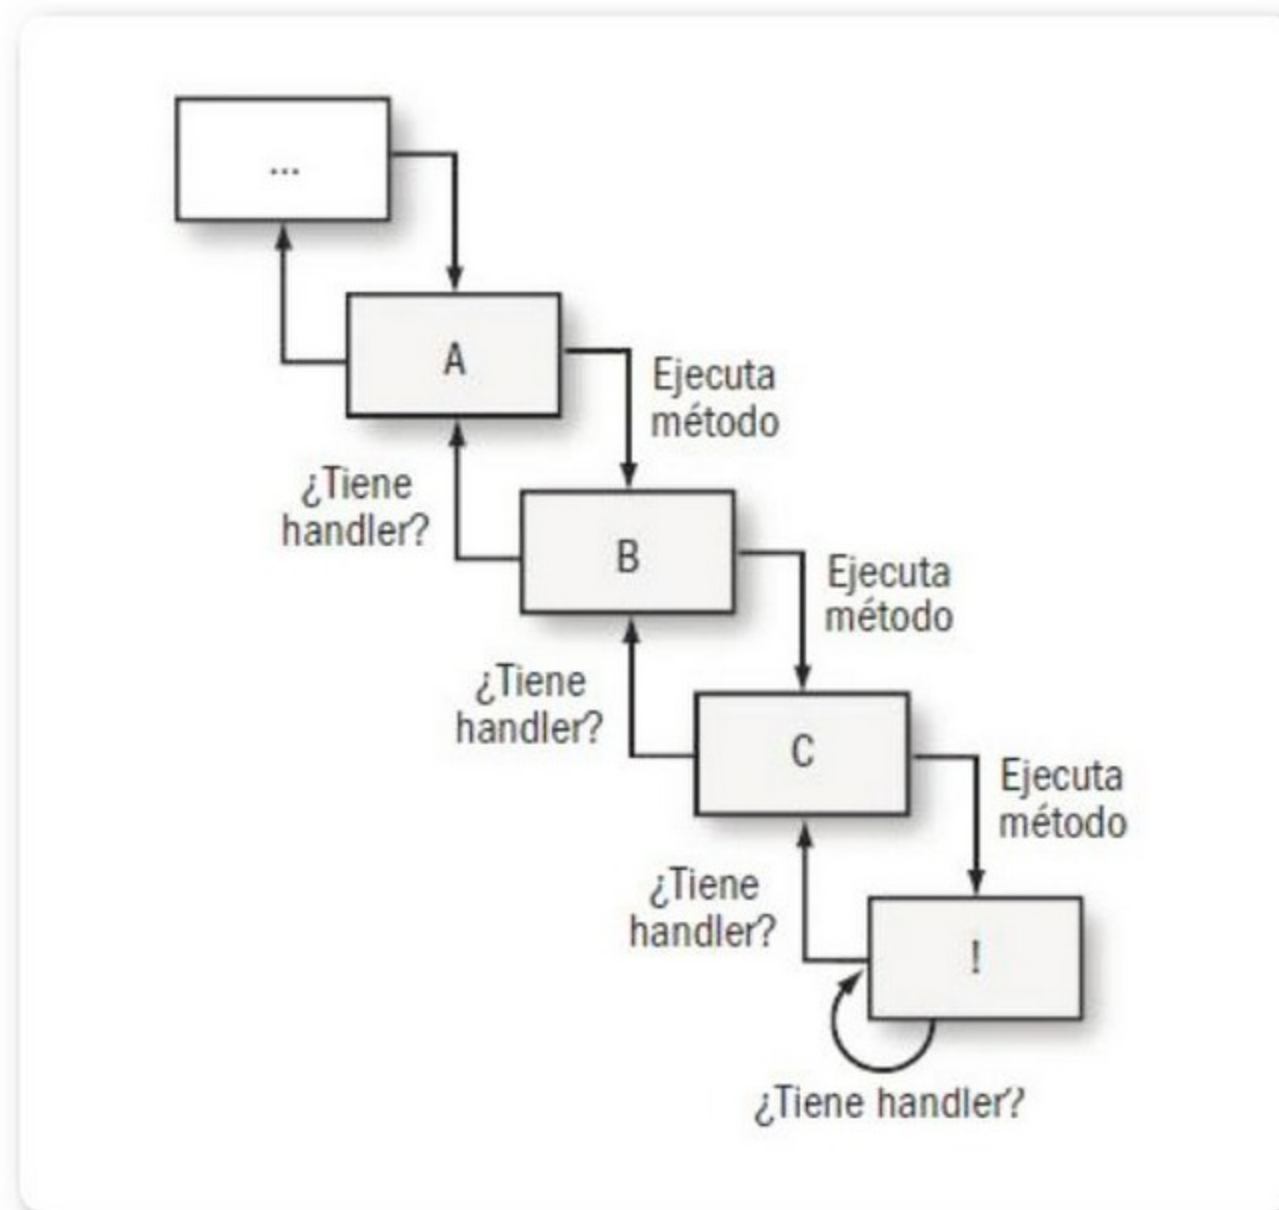 ...
A
Ejecuta
método
¿Tiene
handler?
B
Ejecuta
método
¿Tiene
handler?
C
Ejecuta
método
¿Tiene
handler?
!
¿Tiene handler?